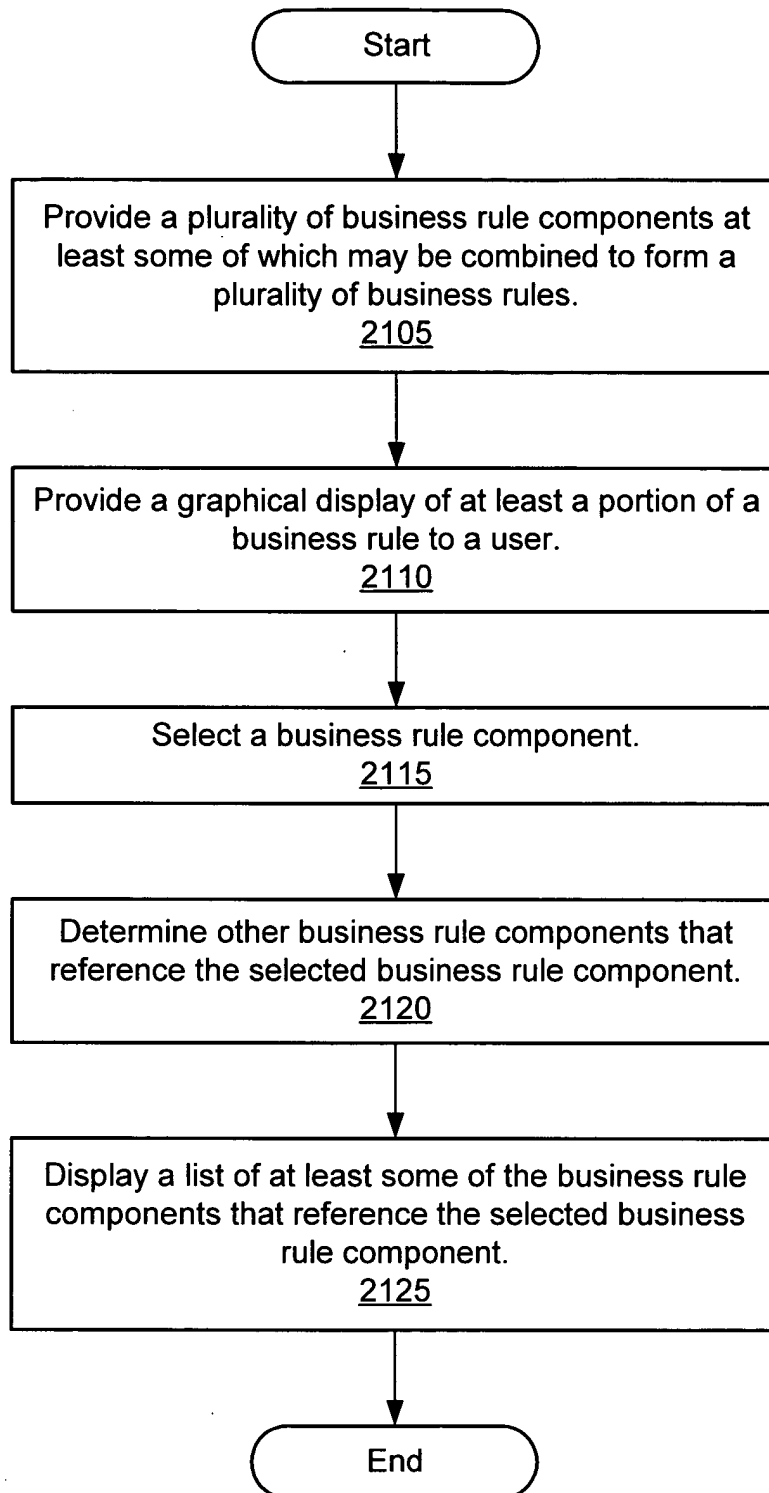 Start
Provide a plurality of business rule components at
least some of which may be combined to form a
plurality of business rules.
2105
Provide a graphical display of at least a portion of a
business rule to a user.
2110
Select a business rule component.
2115
Determine other business rule components that
reference the selected business rule component.
2120
Display a list of at least some of the business rule
components that reference the selected business
rule component.
2125
End